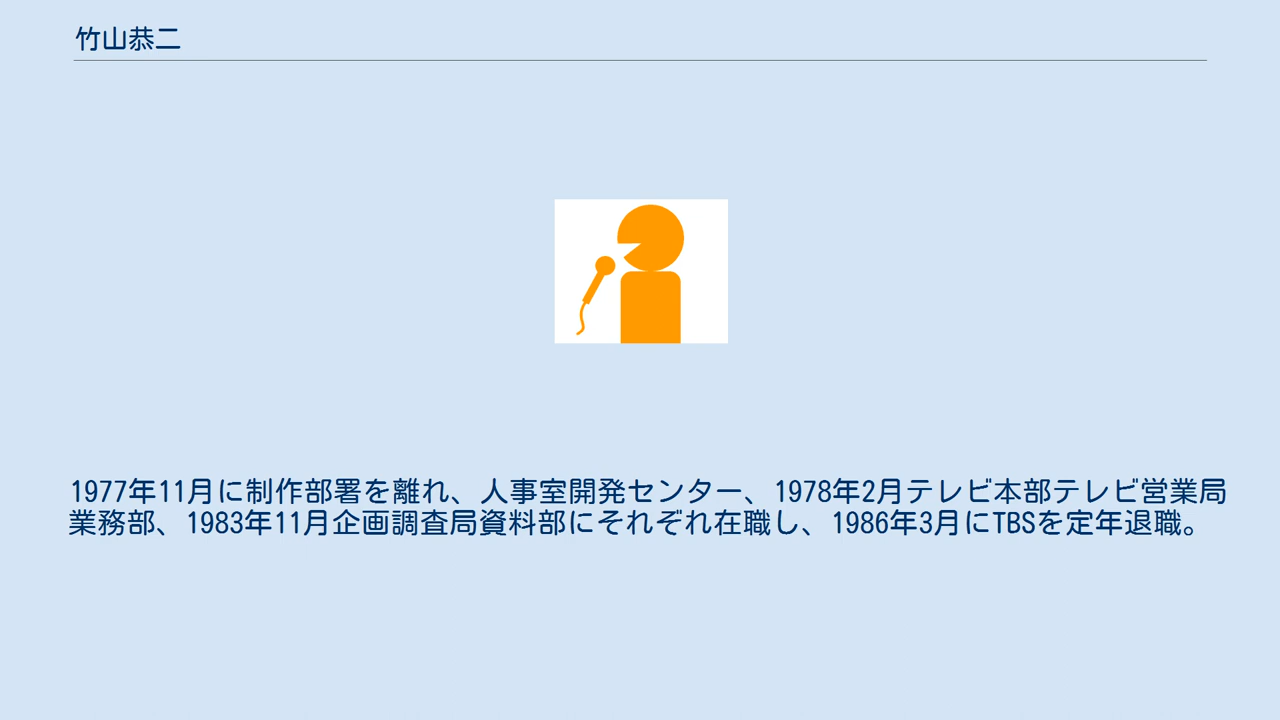 竹山恭二
1977年11月に制作部署を離れ、人事室開発センター、1978年2月テレビ本部テレビ営業局
業務部、1983年11月企画調査局資料部にそれぞれ在職し、1986年3月にTBSを定年退職。